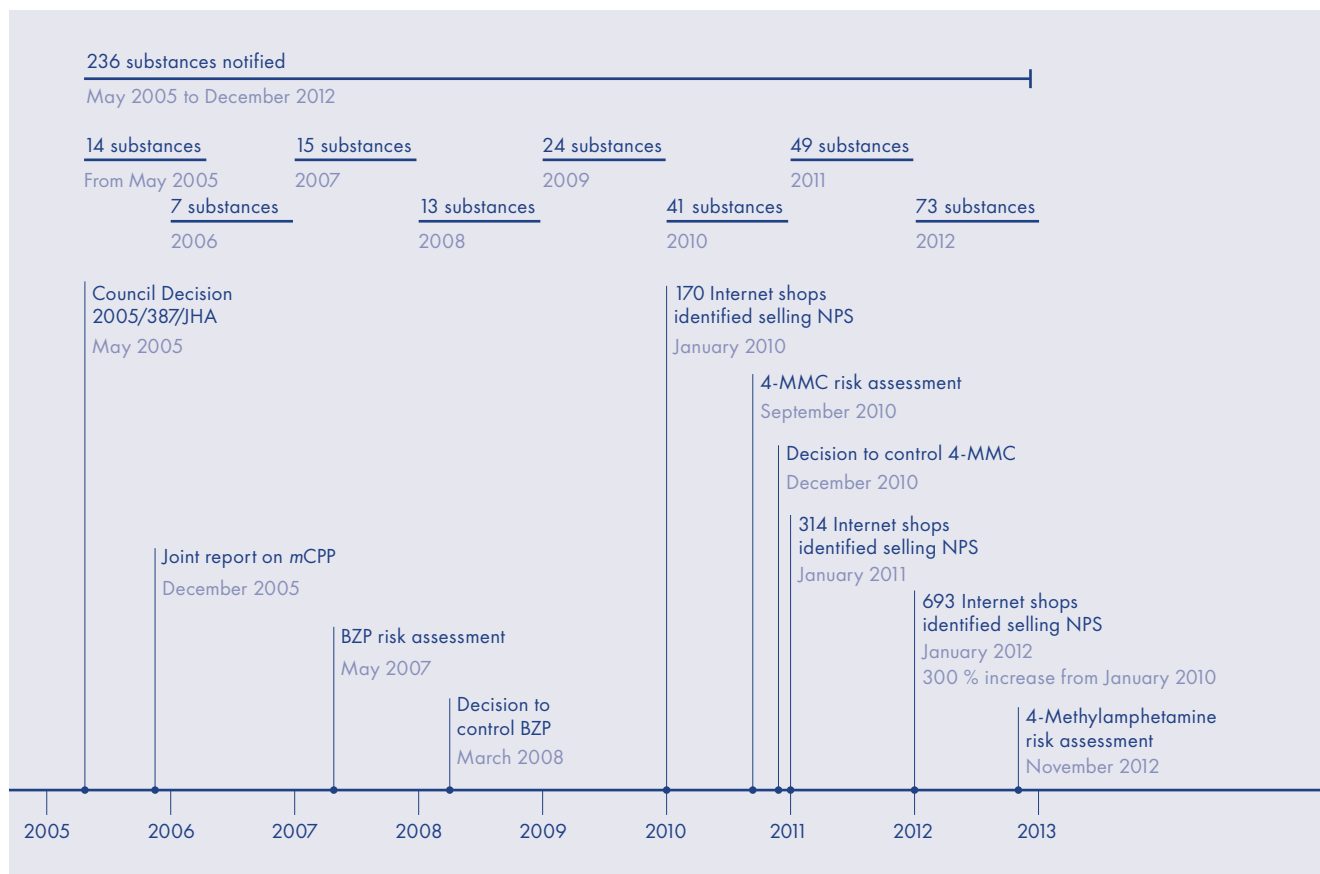 236 substances notified
May 2005 to December 2012
14 substances
From May 2005
15 substances
2007
24 substances
2009
49 substances
2011
7 substances
2006
13 substances
2008
41 substances
2010
73 substances
2012
Council Decision
2005/387/JHA
May 2005
170 Internet shops
identified selling NPS
January 2010
4-MMC risk assessment
September 2010
Decision to control 4-MMC
December 2010
314 Internet shops
identified selling NPS
January 2011
Joint report on mCPP
December 2005
693 Internet shops
identified selling NPS
January 2012
300 % increase from January 2010
BZP risk assessment
May 2007
Decision to
control BZP
March 2008
4-Methylamphetamine
risk assessment
November 2012
2005 2006 2007 2008 2009 2010 2011 2012 2013